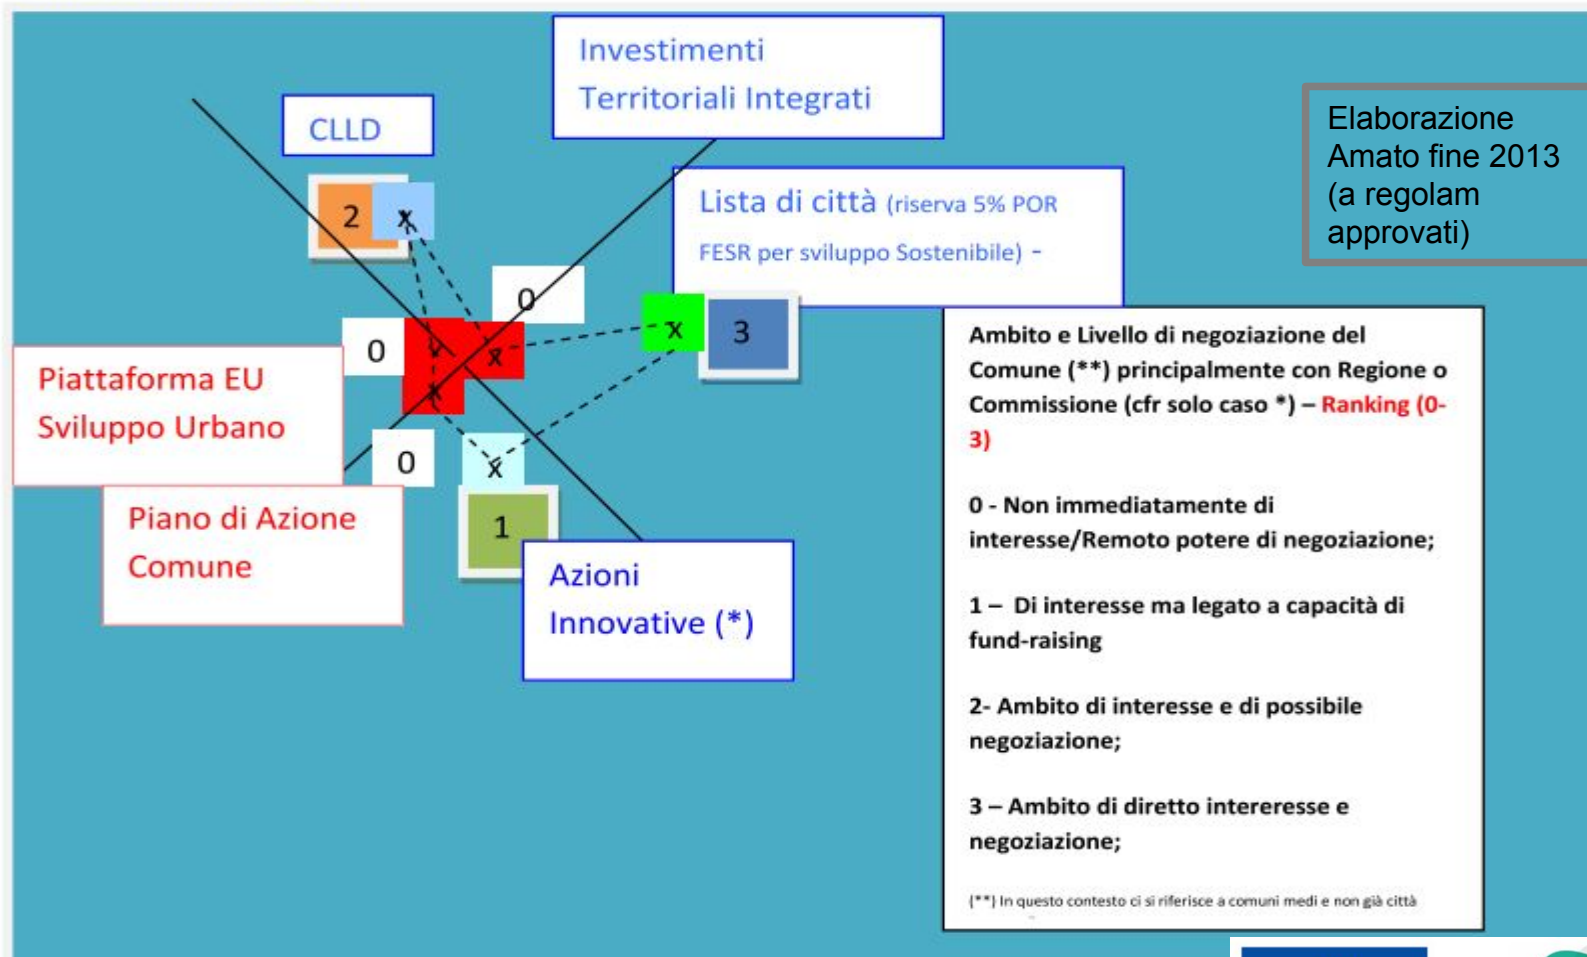 Investimenti
Territoriali Integrati
CLLD
Elaborazione
Amato fine 2013
(a regolam
approvati)
Lista di città (riserva 5% POR
FESR per sviluppo Sostenibile) -
2
x
0
x
3
0
x
x
Piattaforma EU
Sviluppo Urbano
x
0
x
Piano di Azione
Comune
1
Azioni
Innovative (*)
Ambito e Livello di negoziazione del
Comune (**) principalmente con Regione o
Commissione (cfr solo caso *) – Ranking (0-
3)
0 - Non immediatamente di
interesse/Remoto potere di negoziazione;
1 – Di interesse ma legato a capacità di
fund-raising
2- Ambito di interesse e di possibile
negoziazione;
3 – Ambito di diretto intereresse e
negoziazione;
(**) In questo contesto ci si riferisce a comuni medi e non già città